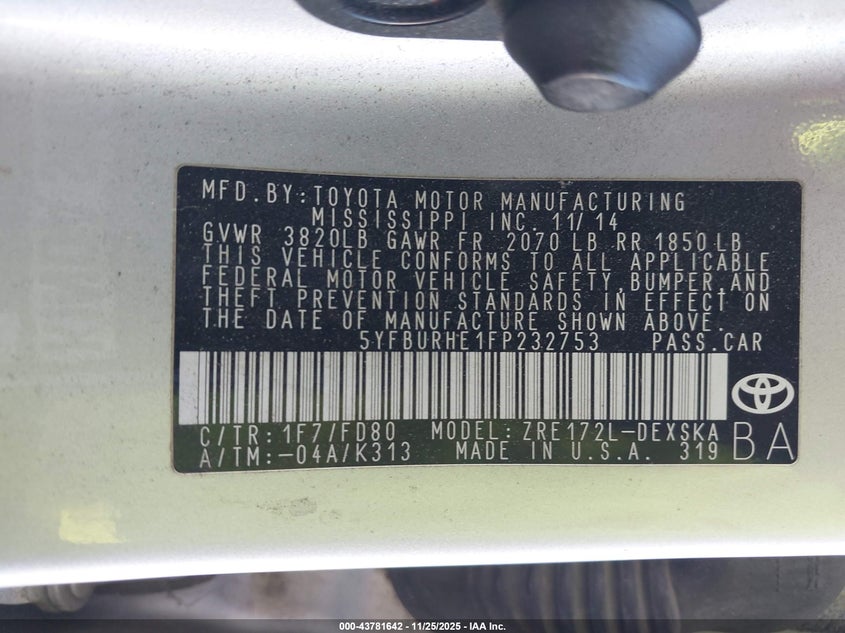 MFD.BY:TOYOTA MOTOR MANUFACTURING
MISSISSIPPI INC. 11/14
GVWR 3820LB GAWR FR 2070 LB RR 1850 LB
THIS VEHICLE CONFORMS TO ALL APPLICABLE
FEDERAL MOTOR VEHICLE SAFETY,BUMPER,AND
THEFT PREVENTION STANDARDS IN EFFECT ON
THE DATE OF MANUFACTURE SHOWN ABOVE.
5YFBURHE1FP232753 PASS.CAR
C/TR:1F7/FD80 MODEL:ZRE172L-DEXSKA
A/TM:-04A/K313 MADE IN U.S.A. 319 BA
000-43781642 - 11/25/2025 - IAA Inc.